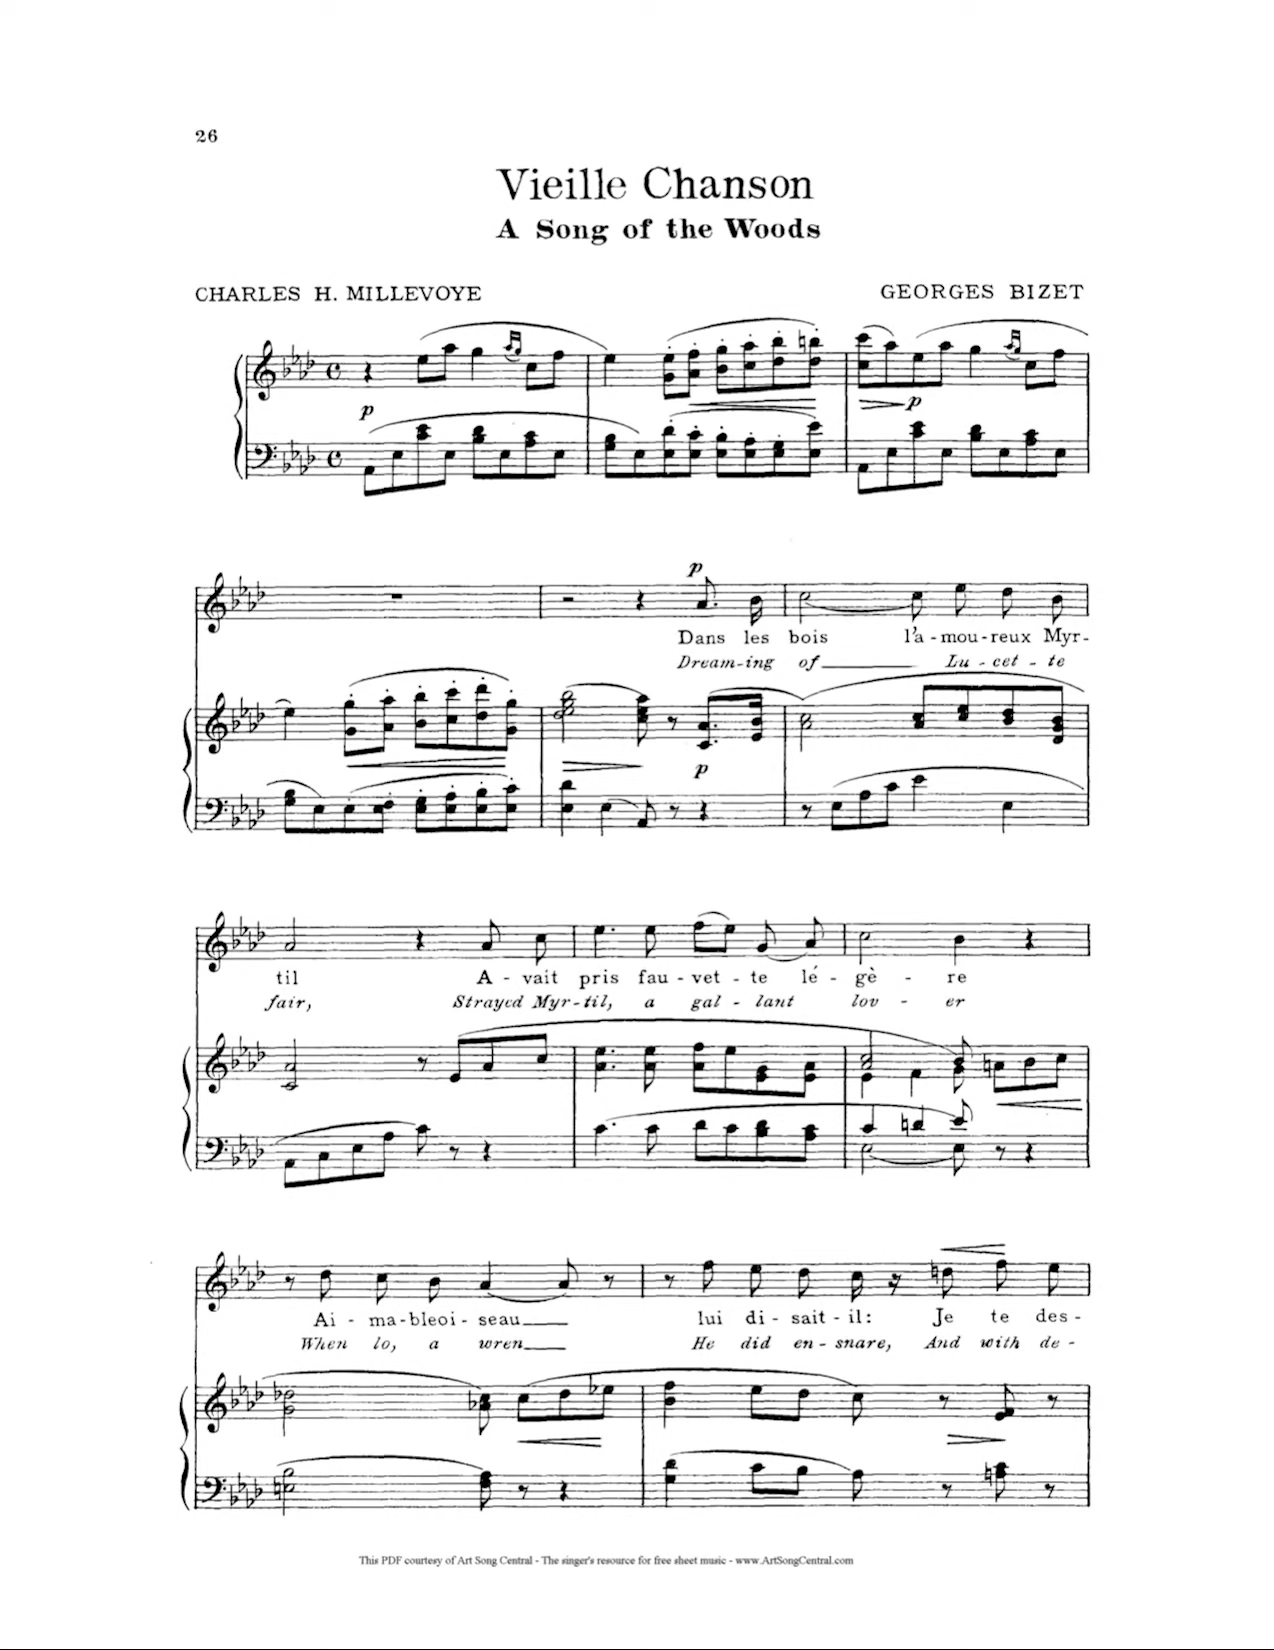 26
Vieille Chanson
A Song of the Woods
CHARLES H. MILLEVOYE
GEORGES BIZET
p
p
p
Dans les bois l'a-mou-reux Myr-
Dream-ing of Lu-cet-te
p
til A-vait pris fau-vet-te lé-gè-re
fair, Strayed Myr-til, a gal-lant lov-er
Ai-ma-bleoi-seau lui di-sait-il: Je te des-
When lo, a wren He did en-snare, And with de-
This PDF courtesy of Art Song Central - The singer's resource for free sheet music - www.ArtSongCentral.com